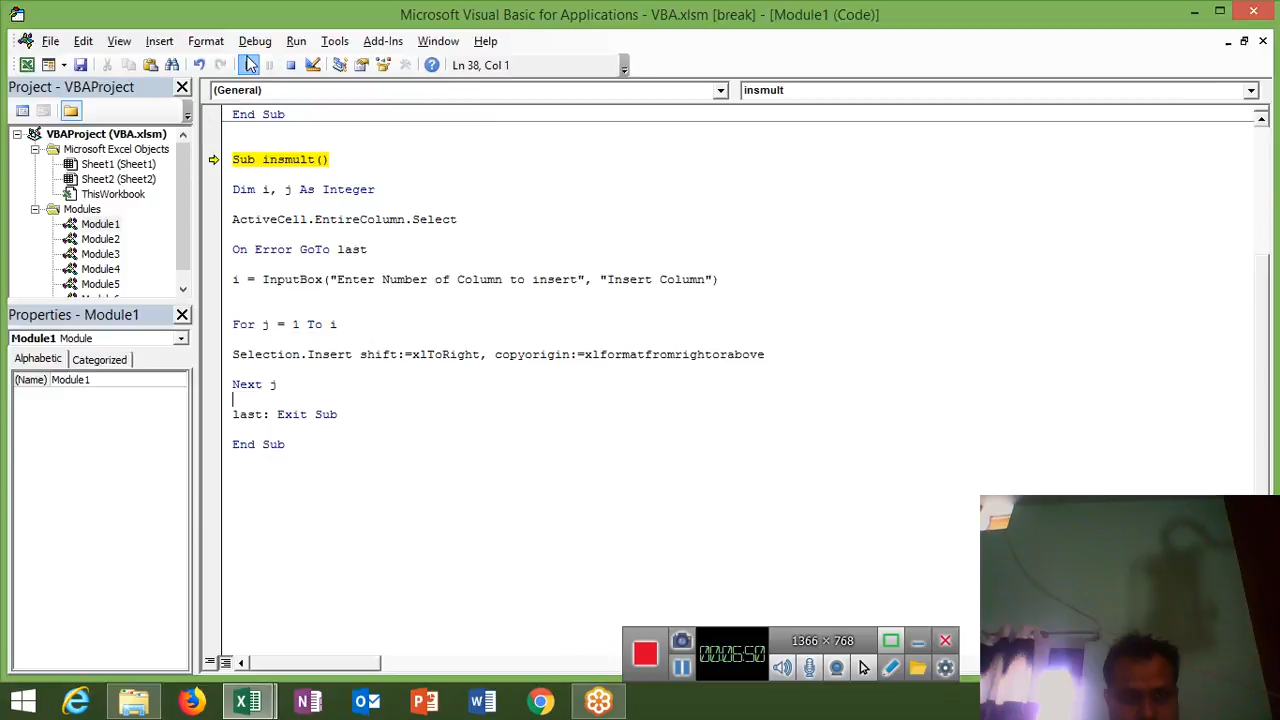 Microsoft Visual Basic for Applications - VBA.xlsm [break] - [Module1 (Code)]
File Edit View Insert Format Debug Run Tools Add-Ins Window Help
Ln 38, Col 1
Project - VBAProject
(General)
insmult
VBAProject (VBA.xlsm)
Microsoft Excel Objects
Sheet1 (Sheet1)
Sheet2 (Sheet2)
ThisWorkbook
Modules
Module1
Module2
Module3
Module4
Module5
Properties - Module1
Module1 Module
Alphabetic Categorized
(Name) Module1
End Sub
Sub insmult()
Dim i, j As Integer
ActiveCell.EntireColumn.Select
On Error GoTo last
i = InputBox("Enter Number of Column to insert", "Insert Column")
For j = 1 To i
Selection.Insert shift:=xlToRight, copyorigin:=xlformatfromrightorabove
Next j
last: Exit Sub
End Sub
00:06:50
1366 × 768